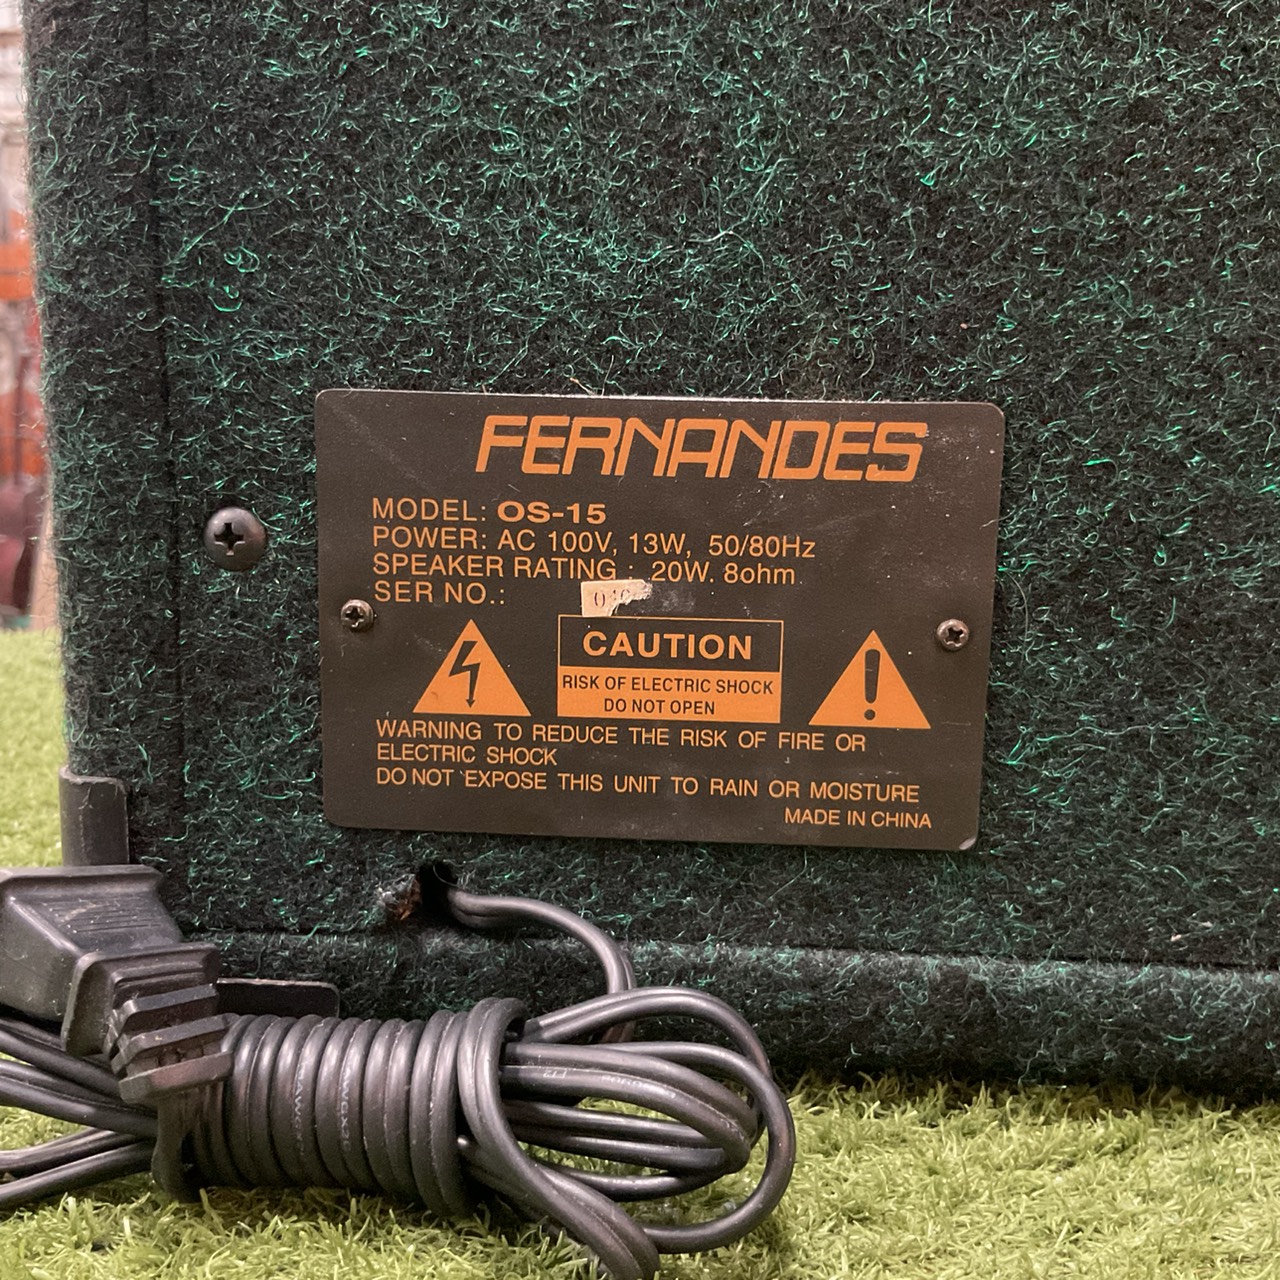 FERNANDES
MODEL: OS-15
POWER: AC 100V, 13W, 50/80Hz
SPEAKER RATING : 20W. 8ohm
SER NO.:
CAUTION
RISK OF ELECTRIC SHOCK
DO NOT OPEN
WARNING TO REDUCE THE RISK OF FIRE OR
ELECTRIC SHOCK
DO NOT EXPOSE THIS UNIT TO RAIN OR MOISTURE
MADE IN CHINA